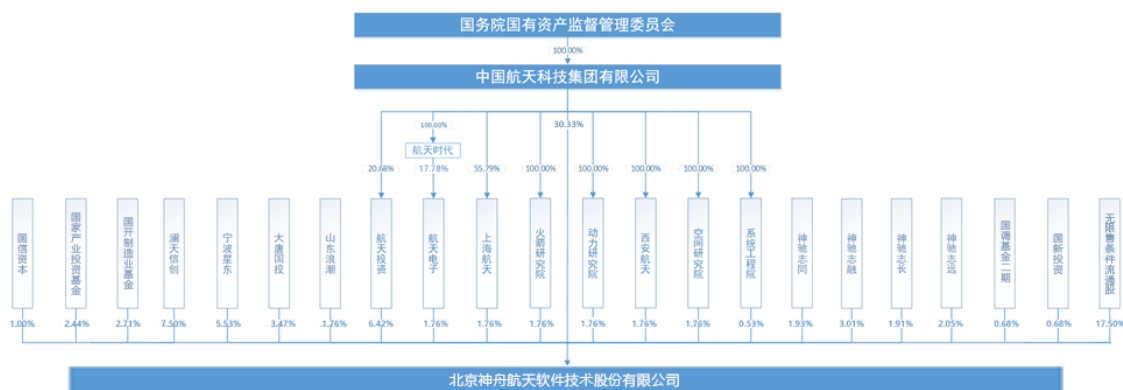 国务院国有资产监督管理委员会
100.00%
中国航天科技集团有限公司
100.00%
30.33%
航天时代
20.68%
17.78%
55.79%
100.00%
100.00%
100.00%
100.00%
100.00%
国信资本
国家产业投资基金
国开制造业基金
澜天信创
宁波星东
大唐国投
山东浪潮
航天投资
航天电子
上海航天
火箭研究院
动力研究院
西安航天
空间研究院
系统工程院
神驰志同
神驰志融
神驰志长
神驰志远
国调基金二期
国新投资
无限售条件流通股
1.00%
2.44%
2.71%
7.50%
5.53%
3.47%
.1.76%
6.42%
1.76%
1.76%
1.76%
1.76%
1.76%
1.76%
0.53%
1.93%
3.01%
1.91%
2.05%
0.68%
0.68%
17.50%
北京神舟航天软件技术股份有限公司